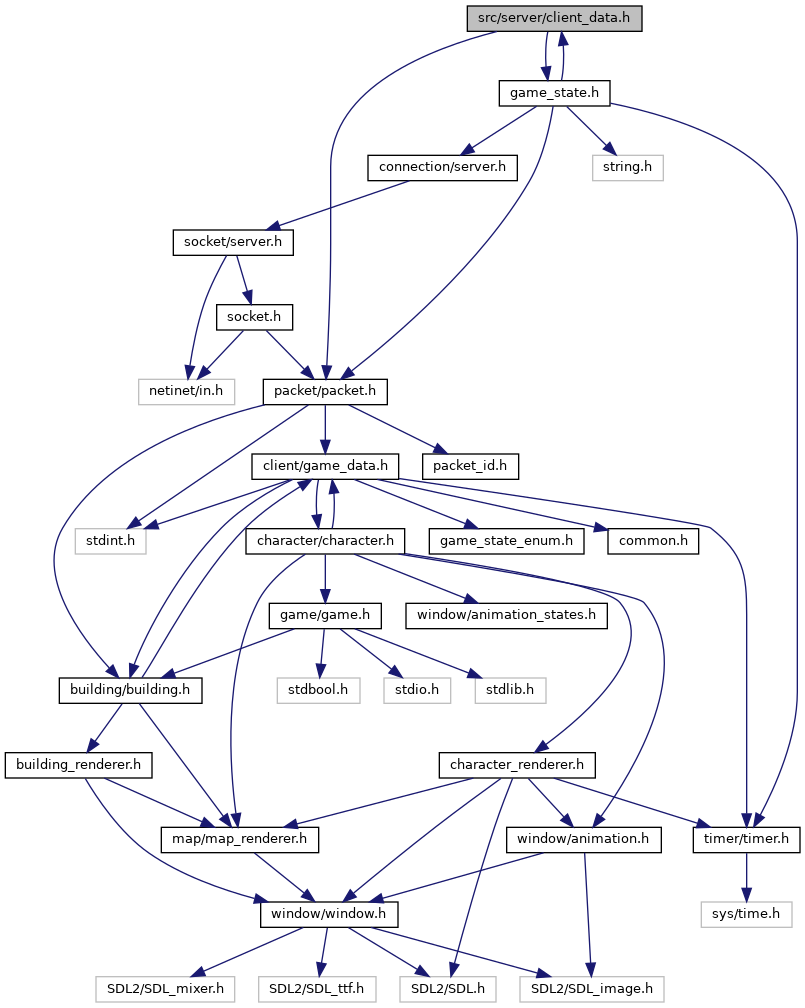 src/server/client_data.h
game_state.h
connection/server.h
string.h
socket/server.h
socket.h
netinet/in.h
packet/packet.h
client/game_data.h
packet_id.h
stdint.h
character/character.h
game_state_enum.h
common.h
game/game.h
window/animation_states.h
building/building.h
stdbool.h
stdio.h
stdlib.h
building_renderer.h
character_renderer.h
map/map_renderer.h
window/animation.h
timer/timer.h
window/window.h
sys/time.h
SDL2/SDL_mixer.h
SDL2/SDL_ttf.h
SDL2/SDL.h
SDL2/SDL_image.h